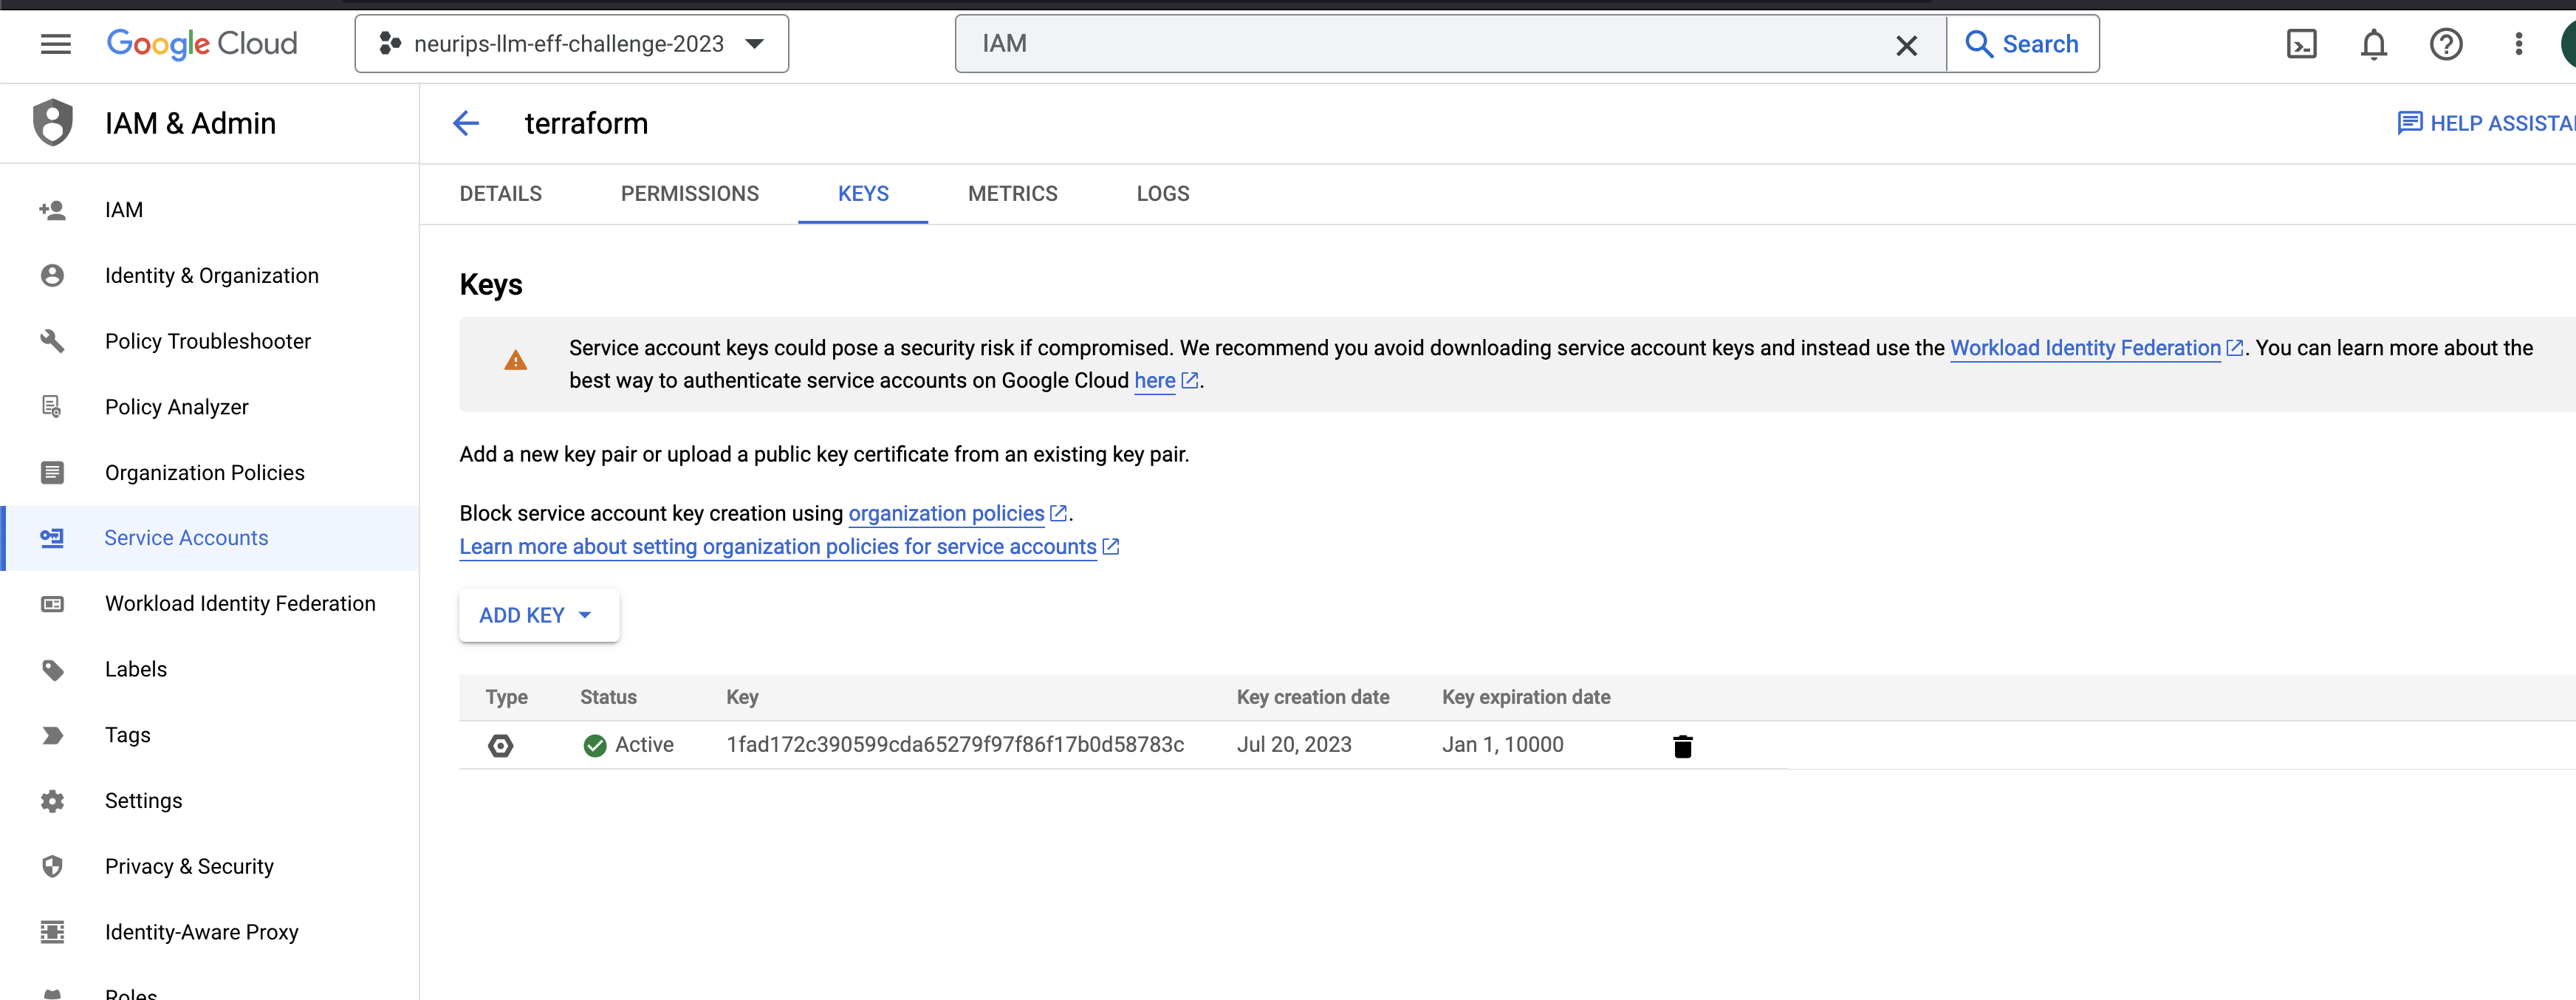 Google Cloud
neurips-llm-eff-challenge-2023
IAM
Search
IAM & Admin
terraform
HELP ASSISTA
DETAILS PERMISSIONS KEYS METRICS LOGS
IAM
Identity & Organization
Policy Troubleshooter
Policy Analyzer
Organization Policies
Service Accounts
Workload Identity Federation
Labels
Tags
Settings
Privacy & Security
Identity-Aware Proxy
Roles
Keys
Service account keys could pose a security risk if compromised. We recommend you avoid downloading service account keys and instead use the Workload Identity Federation. You can learn more about the
best way to authenticate service accounts on Google Cloud here.
Add a new key pair or upload a public key certificate from an existing key pair.
Block service account key creation using organization policies.
Learn more about setting organization policies for service accounts
ADD KEY
Type Status Key Key creation date Key expiration date
Active 1fad172c390599cda65279f97f86f17b0d58783c Jul 20, 2023 Jan 1, 10000